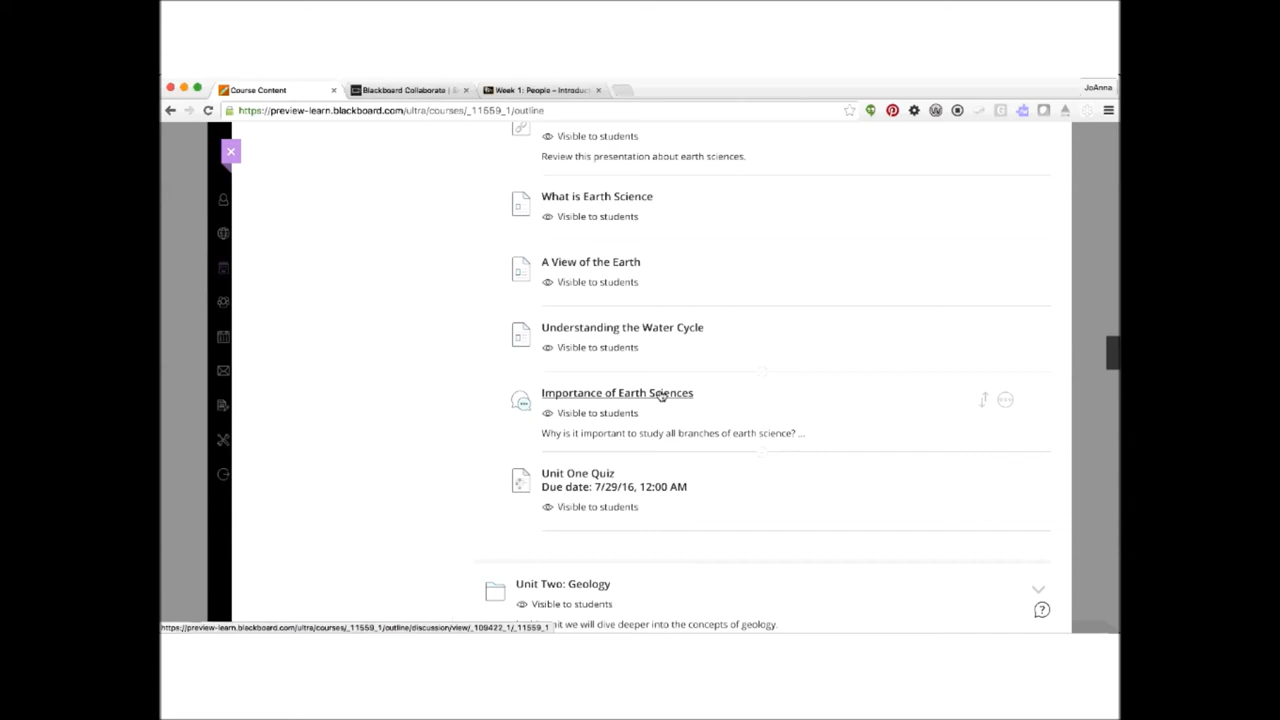 Course Content
Blackboard Collaborate
Week 1: People – Introduc
JoAnna
https://preview-learn.blackboard.com/ultra/courses/_11559_1/outline
Visible to students
Review this presentation about earth sciences.
What is Earth Science
Visible to students
A View of the Earth
Visible to students
Understanding the Water Cycle
Visible to students
Importance of Earth Sciences
Visible to students
Why is it important to study all branches of earth science? ...
Unit One Quiz
Due date: 7/29/16, 12:00 AM
Visible to students
Unit Two: Geology
Visible to students
we will dive deeper into the concepts of geology.
https://preview-learn.blackboard.com/ultra/courses/_11559_1/outline/discussion/view/_109422_1/_11559_1